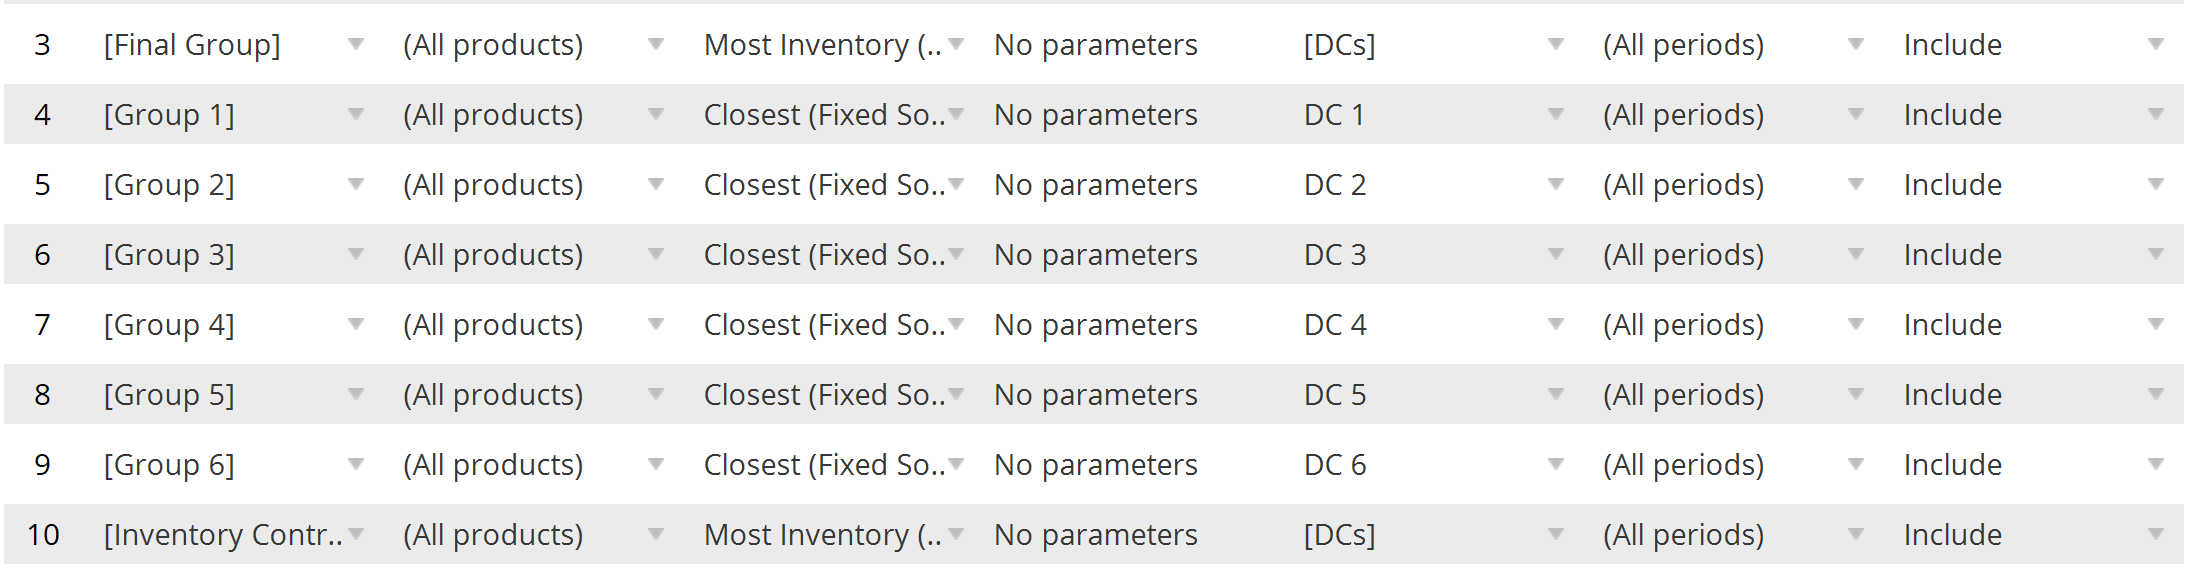 3 [Final Group] (All products) Most Inventory (.. No parameters [DCs] (All periods) Include
4 [Group 1] (All products) Closest (Fixed So.. No parameters DC 1 (All periods) Include
5 [Group 2] (All products) Closest (Fixed So.. No parameters DC 2 (All periods) Include
6 [Group 3] (All products) Closest (Fixed So.. No parameters DC 3 (All periods) Include
7 [Group 4] (All products) Closest (Fixed So.. No parameters DC 4 (All periods) Include
8 [Group 5] (All products) Closest (Fixed So.. No parameters DC 5 (All periods) Include
9 [Group 6] (All products) Closest (Fixed So.. No parameters DC 6 (All periods) Include
10 [Inventory Contr.. (All products) Most Inventory (.. No parameters [DCs] (All periods) Include